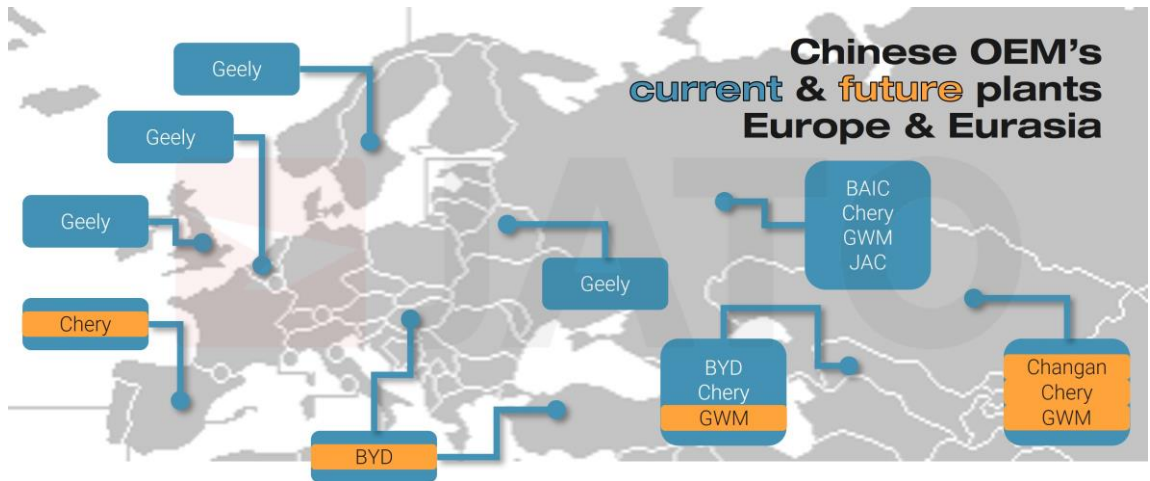 Chinese OEM's
current & future plants
Europe & Eurasia
Geely
Geely
Geely
Chery
BYD
Geely
BAIC
Chery
GWM
JAC
BYD
Chery
GWM
Changan
Chery
GWM
JATO